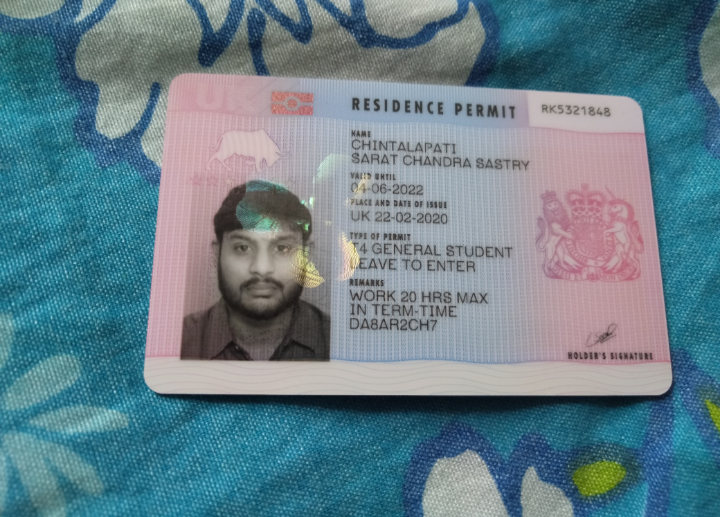 UK
RESIDENCE PERMIT
RK5321848
NAME
CHINTALAPATI
SARAT CHANDRA SASTRY
VALID UNTIL
04-06-2022
PLACE AND DATE OF ISSUE
UK 22-02-2020
TYPE OF PERMIT
T4 GENERAL STUDENT
LEAVE TO ENTER
REMARKS
WORK 20 HRS MAX
IN TERM-TIME
DA8AR2CH7
HOLDER'S SIGNATURE